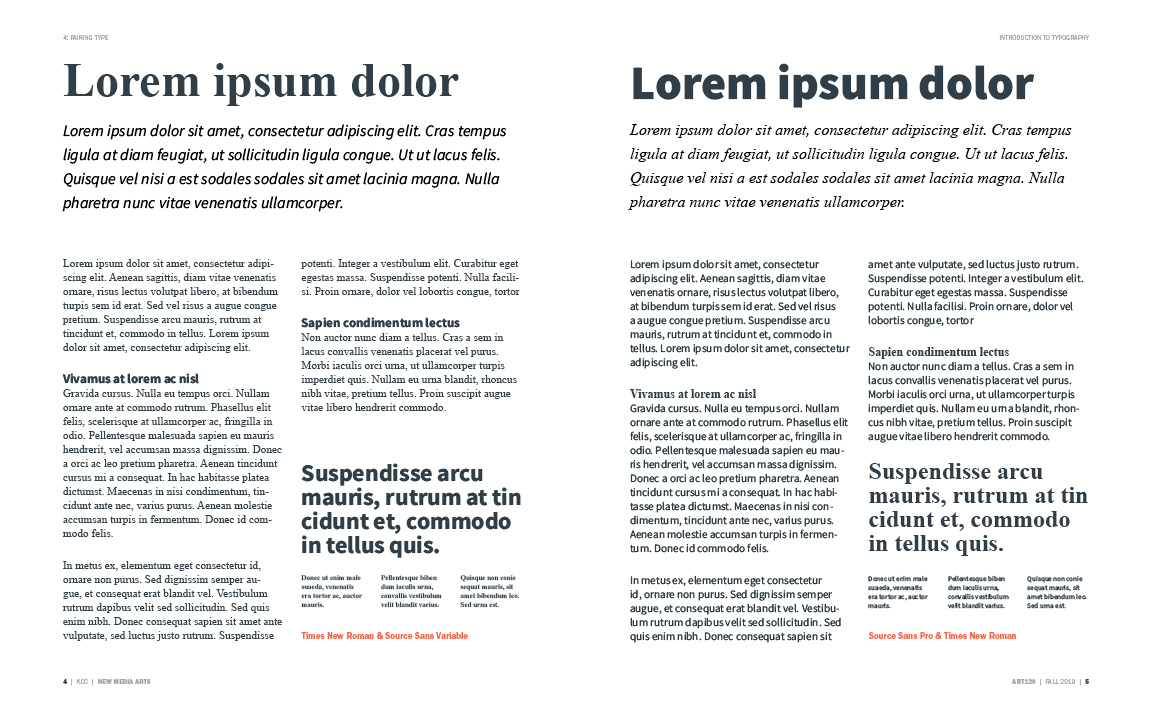 4: PAIRING TYPE
Lorem ipsum dolor
Lorem ipsum dolor sit amet, consectetur adipiscing elit. Cras tempus
ligula at diam feugiat, ut sollicitudin ligula congue. Ut ut lacus felis.
Quisque vel nisi a est sodales sodales sit amet lacinia magna. Nulla
pharetra nunc vitae venenatis ullamcorper.
Lorem ipsum dolor sit amet, consectetur adipi-
scing elit. Aenean sagittis, diam vitae venenatis
ornare, risus lectus volutpat libero, at bibendum
turpis sem id erat. Sed vel risus a augue congue
pretium. Suspendisse arcu mauris, rutrum at
tincidunt et, commodo in tellus. Lorem ipsum
dolor sit amet, consectetur adipiscing elit.
Vivamus at lorem ac nisl
Gravida cursus. Nulla eu tempus orci. Nullam
ornare ante at commodo rutrum. Phasellus elit
felis, scelerisque at ullamcorper ac, fringilla in
odio. Pellentesque malesuada sapien eu mauris
hendrerit, vel accumsan massa dignissim. Donec
a orci ac leo pretium pharetra. Aenean tincidunt
cursus mi a consequat. In hac habitasse platea
dictumst. Maecenas in nisi condimentum, tin-
cidunt ante nec, varius purus. Aenean molestie
accumsan turpis in fermentum. Donec id com-
modo felis.
In metus ex, elementum eget consectetur id,
ornare non purus. Sed dignissim semper au-
gue, et consequat erat blandit vel. Vestibulum
rutrum dapibus velit sed sollicitudin. Sed quis
enim nibh. Donec consequat sapien sit amet ante
vulputate, sed luctus justo rutrum. Suspendisse
potenti. Integer a vestibulum elit. Curabitur eget
egestas massa. Suspendisse potenti. Nulla facili-
si. Proin ornare, dolor vel lobortis congue, tortor
Sapien condimentum lectus
Non auctor nunc diam a tellus. Cras a sem in
lacus convallis venenatis placerat vel purus.
Morbi iaculis orci urna, ut ullamcorper turpis
imperdiet quis. Nullam eu urna blandit, rhoncus
nibh vitae, pretium tellus. Proin suscipit augue
vitae libero hendrerit commodo.
Suspendisse arcu
mauris, rutrum at tin
cidunt et, commodo
in tellus quis.
Donec ut enim male
suaeda, venenatis
era tortor ac, auctor
mauris.
Pellentesque biben
dum iaculis urna,
convallis vestibulum
velit blandit varius.
Quisque non conie
sequat mauris, sit
amet bibendum leo.
Sed urna est.
Times New Roman & Source Sans Variable
4 | KCC | NEW MEDIA ARTS
INTRODUCTION TO TYPOGRAPHY
Lorem ipsum dolor
Lorem ipsum dolor sit amet, consectetur adipiscing elit. Cras tempus
ligula at diam feugiat, ut sollicitudin ligula congue. Ut ut lacus felis.
Quisque vel nisi a est sodales sodales sit amet lacinia magna. Nulla
pharetra nunc vitae venenatis ullamcorper.
Lorem ipsum dolor sit amet, consectetur
adipiscing elit. Aenean sagittis, diam vitae
venenatis ornare, risus lectus volutpat libero,
at bibendum turpis sem id erat. Sed vel risus
a augue congue pretium. Suspendisse arcu
mauris, rutrum at tincidunt et, commodo in
tellus. Lorem ipsum dolor sit amet, consectetur
adipiscing elit.
Vivamus at lorem ac nisl
Gravida cursus. Nulla eu tempus orci. Nullam
ornare ante at commodo rutrum. Phasellus elit
felis, scelerisque at ullamcorper ac, fringilla in
odio. Pellentesque malesuada sapien eu mau-
ris hendrerit, vel accumsan massa dignissim.
Donec a orci ac leo pretium pharetra. Aenean
tincidunt cursus mi a consequat. In hac habi-
tasse platea dictumst. Maecenas in nisi con-
dimentum, tincidunt ante nec, varius purus.
Aenean molestie accumsan turpis in fermen-
tum. Donec id commodo felis.
In metus ex, elementum eget consectetur
id, ornare non purus. Sed dignissim semper
augue, et consequat erat blandit vel. Vestibu-
lum rutrum dapibus velit sed sollicitudin. Sed
quis enim nibh. Donec consequat sapien sit
amet ante vulputate, sed luctus justo rutrum.
Suspendisse potenti. Integer a vestibulum elit.
Curabitur eget egestas massa. Suspendisse
potenti. Nulla facilisi. Proin ornare, dolor vel
lobortis congue, tortor
Sapien condimentum lectus
Non auctor nunc diam a tellus. Cras a sem in
lacus convallis venenatis placerat vel purus.
Morbi iaculis orci urna, ut ullamcorper turpis
imperdiet quis. Nullam eu urna blandit, rhon-
cus nibh vitae, pretium tellus. Proin suscipit
augue vitae libero hendrerit commodo.
Suspendisse arcu
mauris, rutrum at tin
cidunt et, commodo
in tellus quis.
Donec ut enim male
suaeda, venenatis
era tortor ac, auctor
mauris.
Pellentesque biben
dum iaculis urna,
convallis vestibulum
velit blandit varius.
Quisque non conie
sequat mauris, sit
amet bibendum leo.
Sed urna est.
Source Sans Pro & Times New Roman
ART120 | FALL 2019 | 5